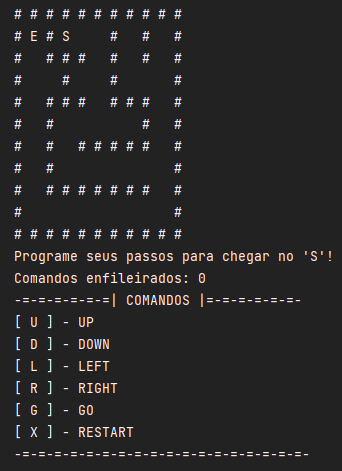 # # # # # # # # # # #
# E # S     #   #   #
#   # # #   #   #   #
#     #     #       #
#   # # #   # # #   #
#   #           #   #
#   #   # # # # #   #
#   #               #
#   # # # # # # #   #
#                   #
# # # # # # # # # # #
Programe seus passos para chegar no 'S'!
Comandos enfileirados: 0
-=-=-=-=-=-=| COMANDOS |=-=-=-=-=-=-
[ U ] - UP
[ D ] - DOWN
[ L ] - LEFT
[ R ] - RIGHT
[ G ] - GO
[ X ] - RESTART
-=-=-=-=-=-=-=-=-=-=-=-=-=-=-=-=-=-=-